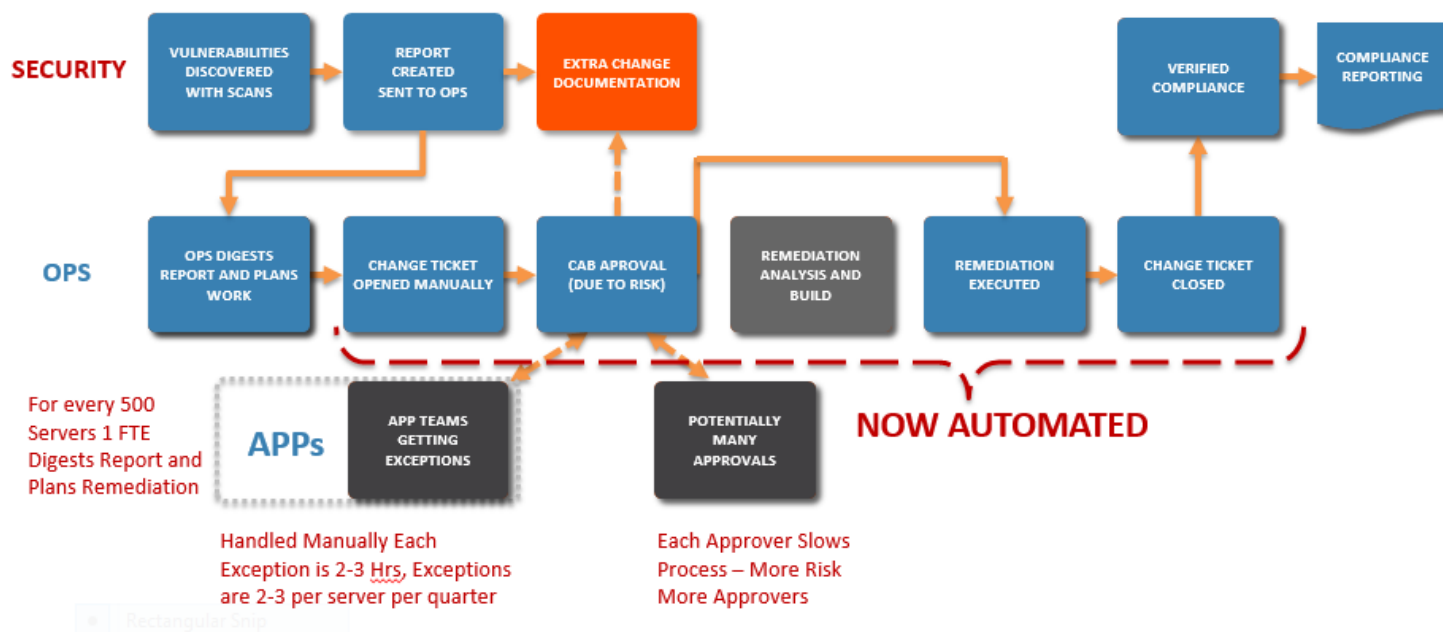 SECURITY
VULNERABILITIES
DISCOVERED
WITH SCANS
REPORT
CREATED
SENT TO OPS
EXTRA CHANGE
DOCUMENTATION
VERIFIED
COMPLIANCE
COMPLIANCE
REPORTING
OPS
OPS DIGESTS
REPORT AND PLANS
WORK
CHANGE TICKET
OPENED MANUALLY
CAB APROVAL
(DUE TO RISK)
REMEDIATION
ANALYSIS AND
BUILD
REMEDIATION
EXECUTED
CHANGE TICKET
CLOSED
For every 500
Servers 1 FTE
Digests Report and
Plans Remediation
APPs
APP TEAMS
GETTING
EXCEPTIONS
POTENTIALLY
MANY
APPROVALS
NOW AUTOMATED
Handled Manually Each
Exception is 2-3 Hrs, Exceptions
are 2-3 per server per quarter
Each Approver Slows
Process – More Risk
More Approvers
Rectangular Snip